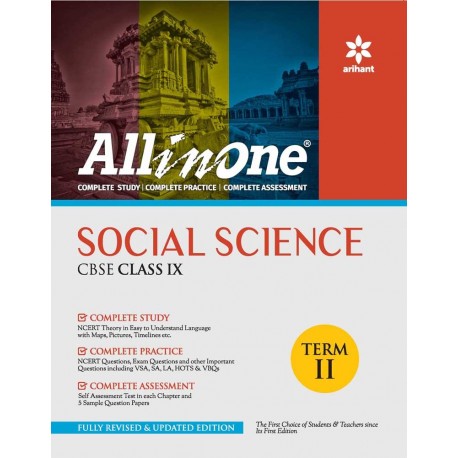 arihant
All in One®
COMPLETE STUDY | COMPLETE PRACTICE | COMPLETE ASSESSMENT
SOCIAL SCIENCE
CBSE CLASS IX
COMPLETE STUDY
NCERT Theory in Easy to Understand Language
with Maps, Pictures, Timelines etc.
COMPLETE PRACTICE
NCERT Questions, Exam Questions and other Important
Questions including VSA, SA, LA, HOTS & VBQs
COMPLETE ASSESSMENT
Self Assessment Test in each Chapter and
5 Sample Question Papers
TERM
II
FULLY REVISED & UPDATED EDITION
The First Choice of Students & Teachers since
Its First Edition